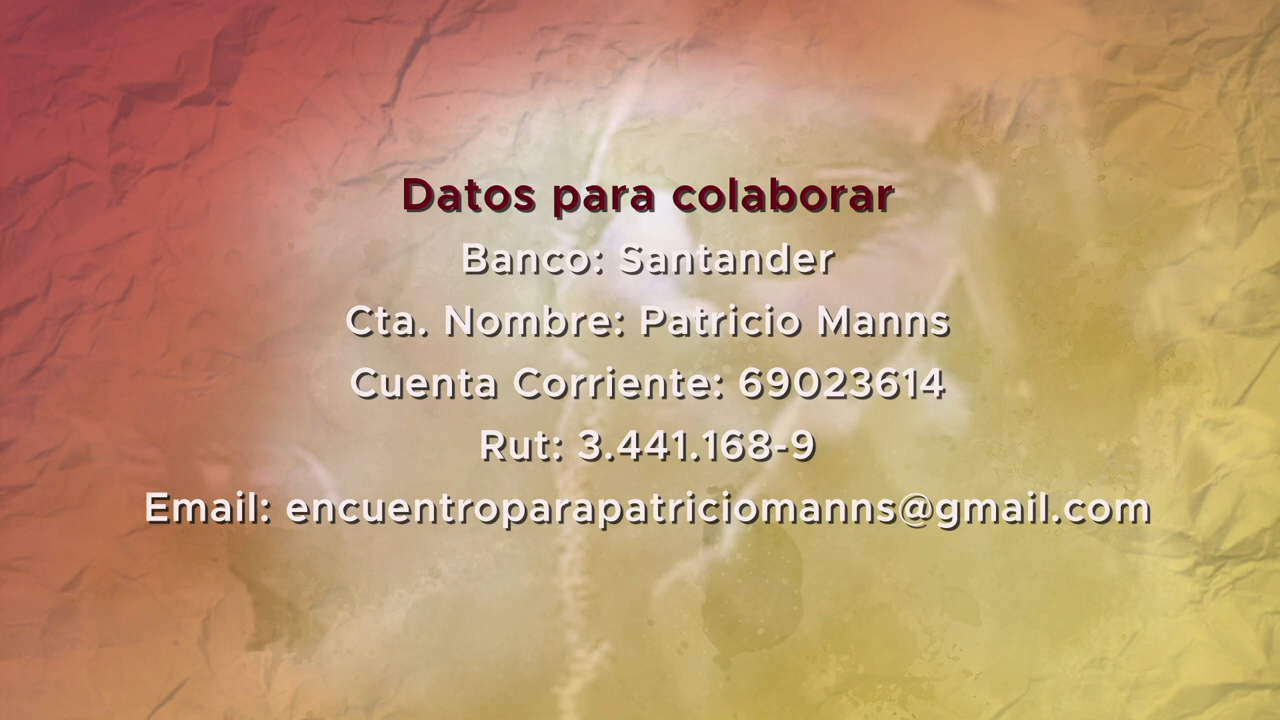 Datos para colaborar
Banco: Santander
Cta. Nombre: Patricio Manns
Cuenta Corriente: 69023614
Rut: 3.441.168-9
Email: encuentroparapatriciomanns@gmail.com